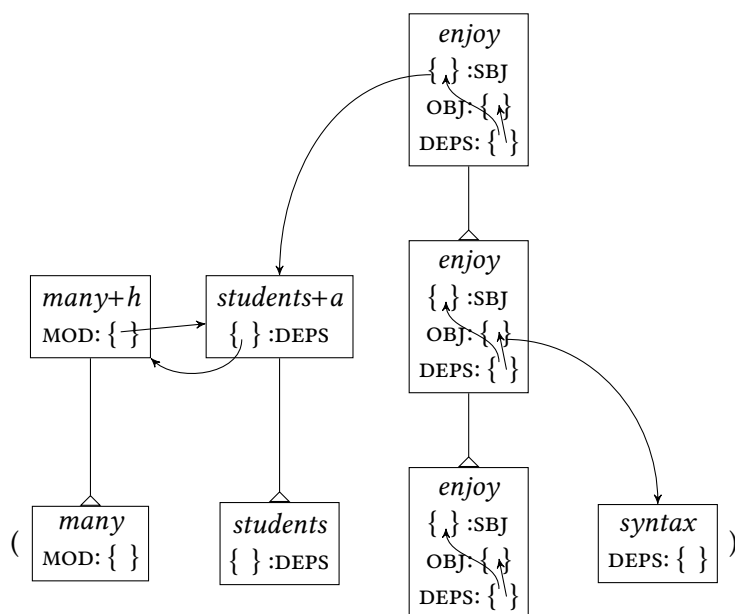 enjoy
{ } :SBJ
OBJ: { }
DEPS: { }
many+h
MOD: { }
students+a
{ } :DEPS
enjoy
{ } :SBJ
OBJ: { }
DEPS: { }
( many
MOD: { }
students
{ } :DEPS
enjoy
{ } :SBJ
OBJ: { }
DEPS: { }
syntax )
DEPS: { }